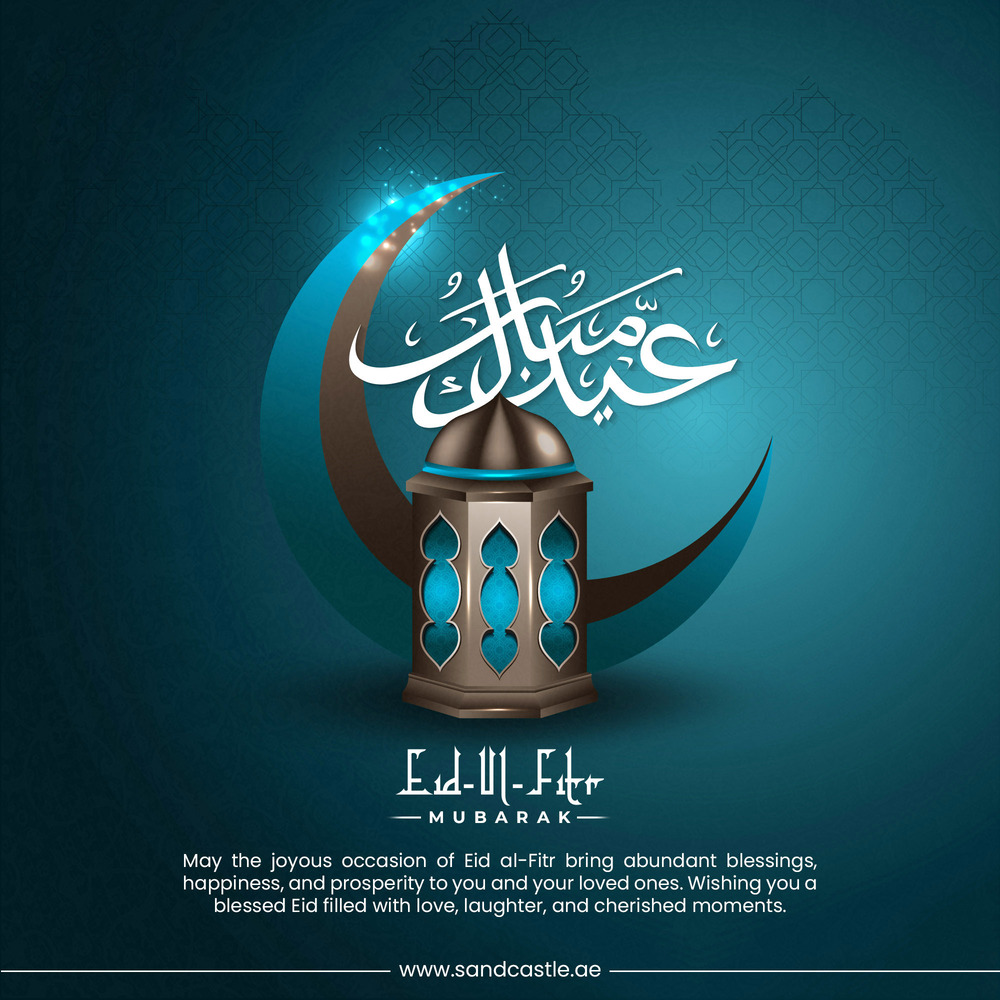 عيد مبارك
Eid-Ul-Fitr
MUBARAK
May the joyous occasion of Eid al-Fitr bring abundant blessings,
happiness, and prosperity to you and your loved ones. Wishing you a
blessed Eid filled with love, laughter, and cherished moments.
www.sandcastle.ae